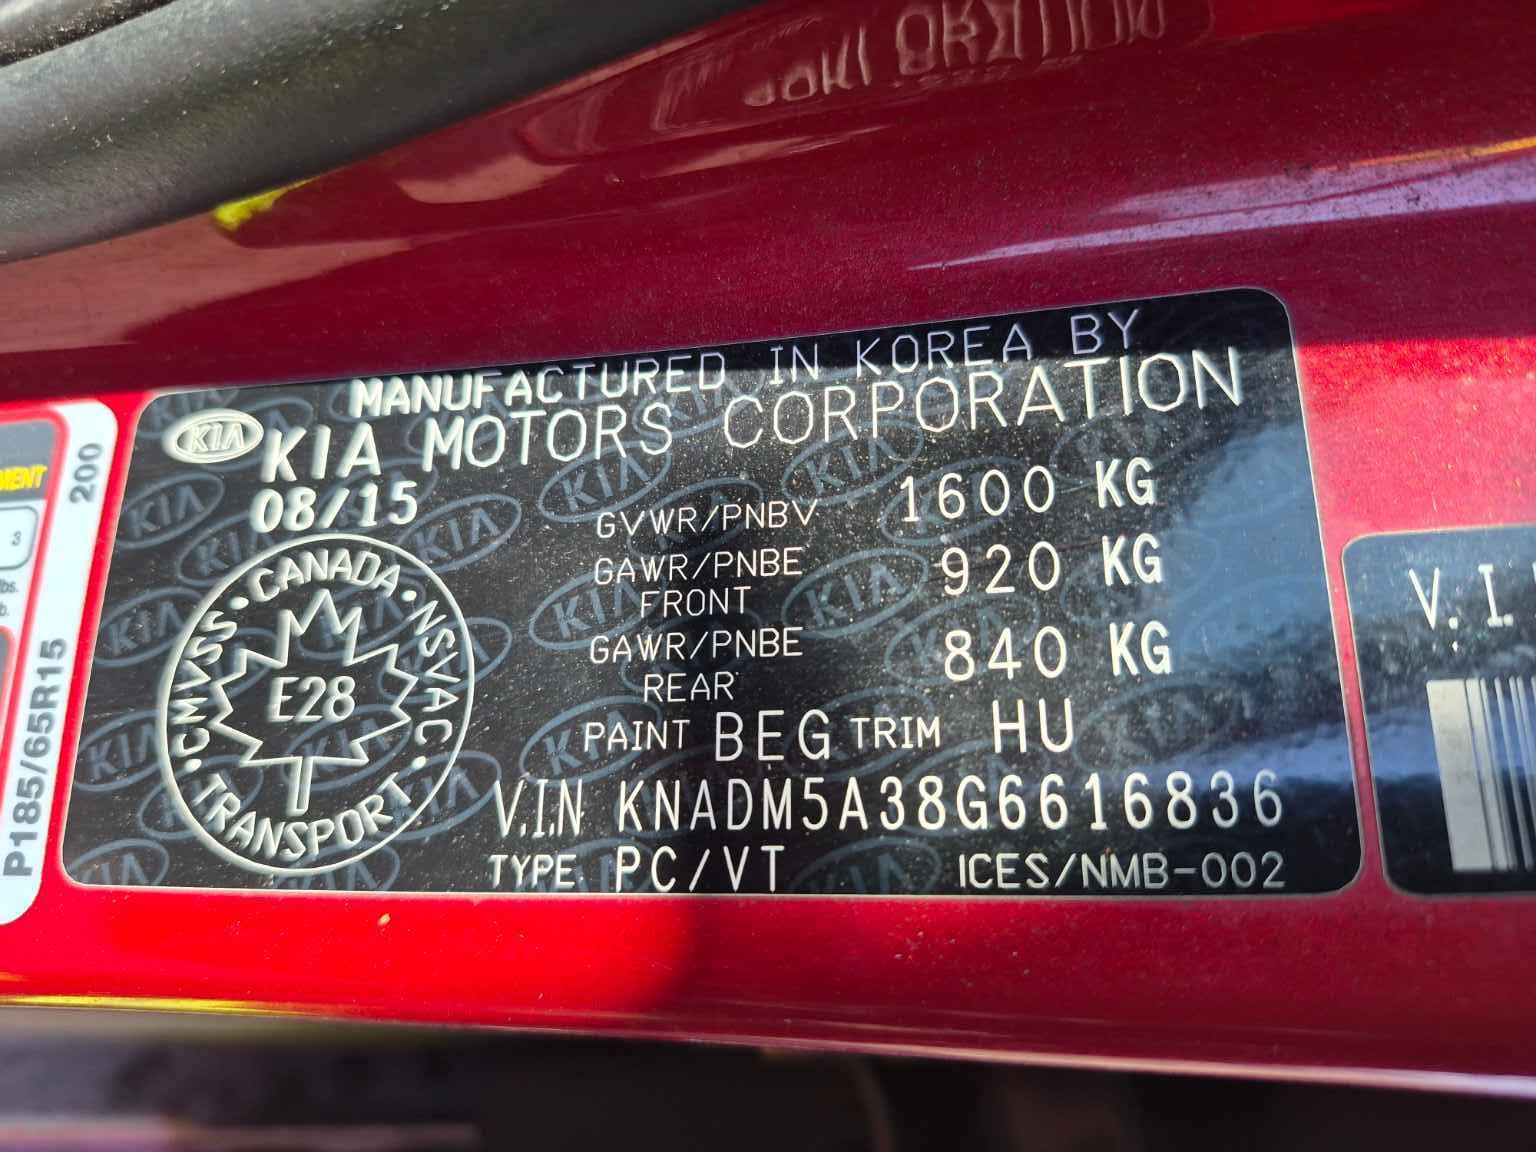 MANUFACTURED IN KOREA BY
KIA KIA MOTORS CORPORATION
08/15
GVWR/PNBV 1600 KG
GAWR/PNBE FRONT 920 KG
GAWR/PNBE REAR 840 KG
PAINT BEG TRIM HU
V.I.N KNADM5A38G6616836
TYPE PC/VT ICES/NMB-002
CANADA · NSVAC · TRANSPORT · CMVSS ·
E28
200
3
P185/65R15
V.I.